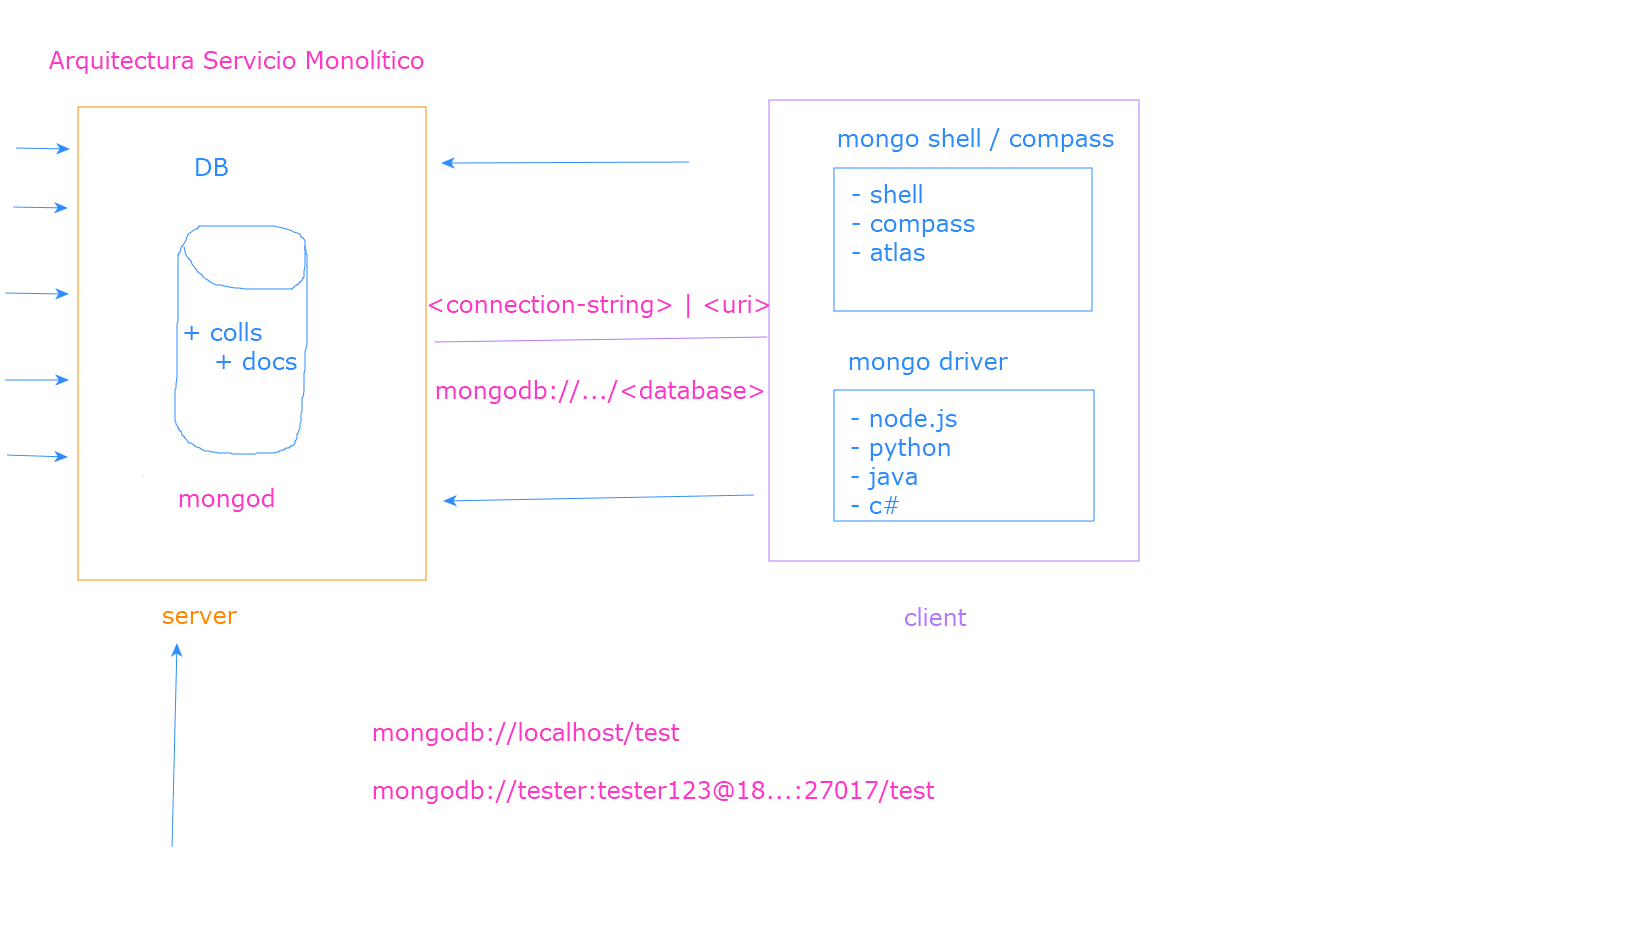 Arquitectura Servicio Monolítico
DB
+ colls
+ docs
mongod
server
<connection-string> | <uri>
mongodb://.../<database>
mongo shell / compass
- shell
- compass
- atlas
mongo driver
- node.js
- python
- java
- c#
client
mongodb://localhost/test
mongodb://tester:tester123@18...:27017/test